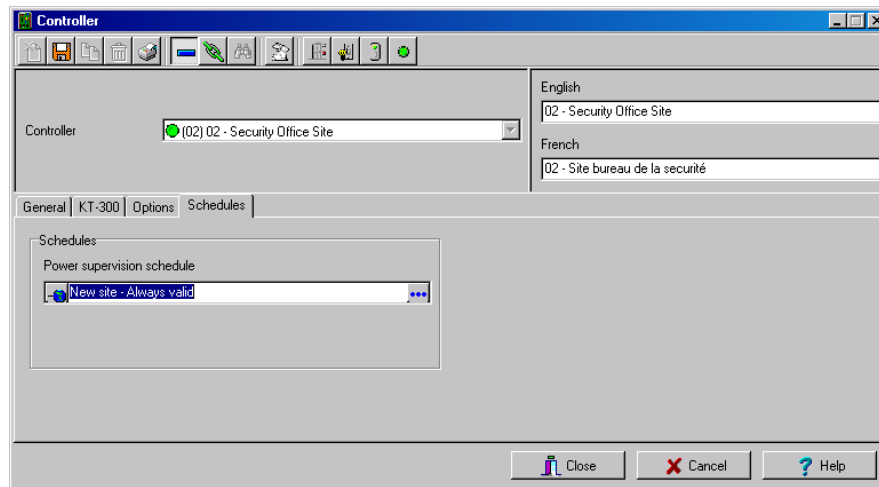 Controller
English
02 - Security Office Site
Controller
(02) 02 - Security Office Site
French
02 - Site bureau de la securité
General KT-300 Options Schedules
Schedules
Power supervision schedule
New site - Always valid
Close Cancel Help